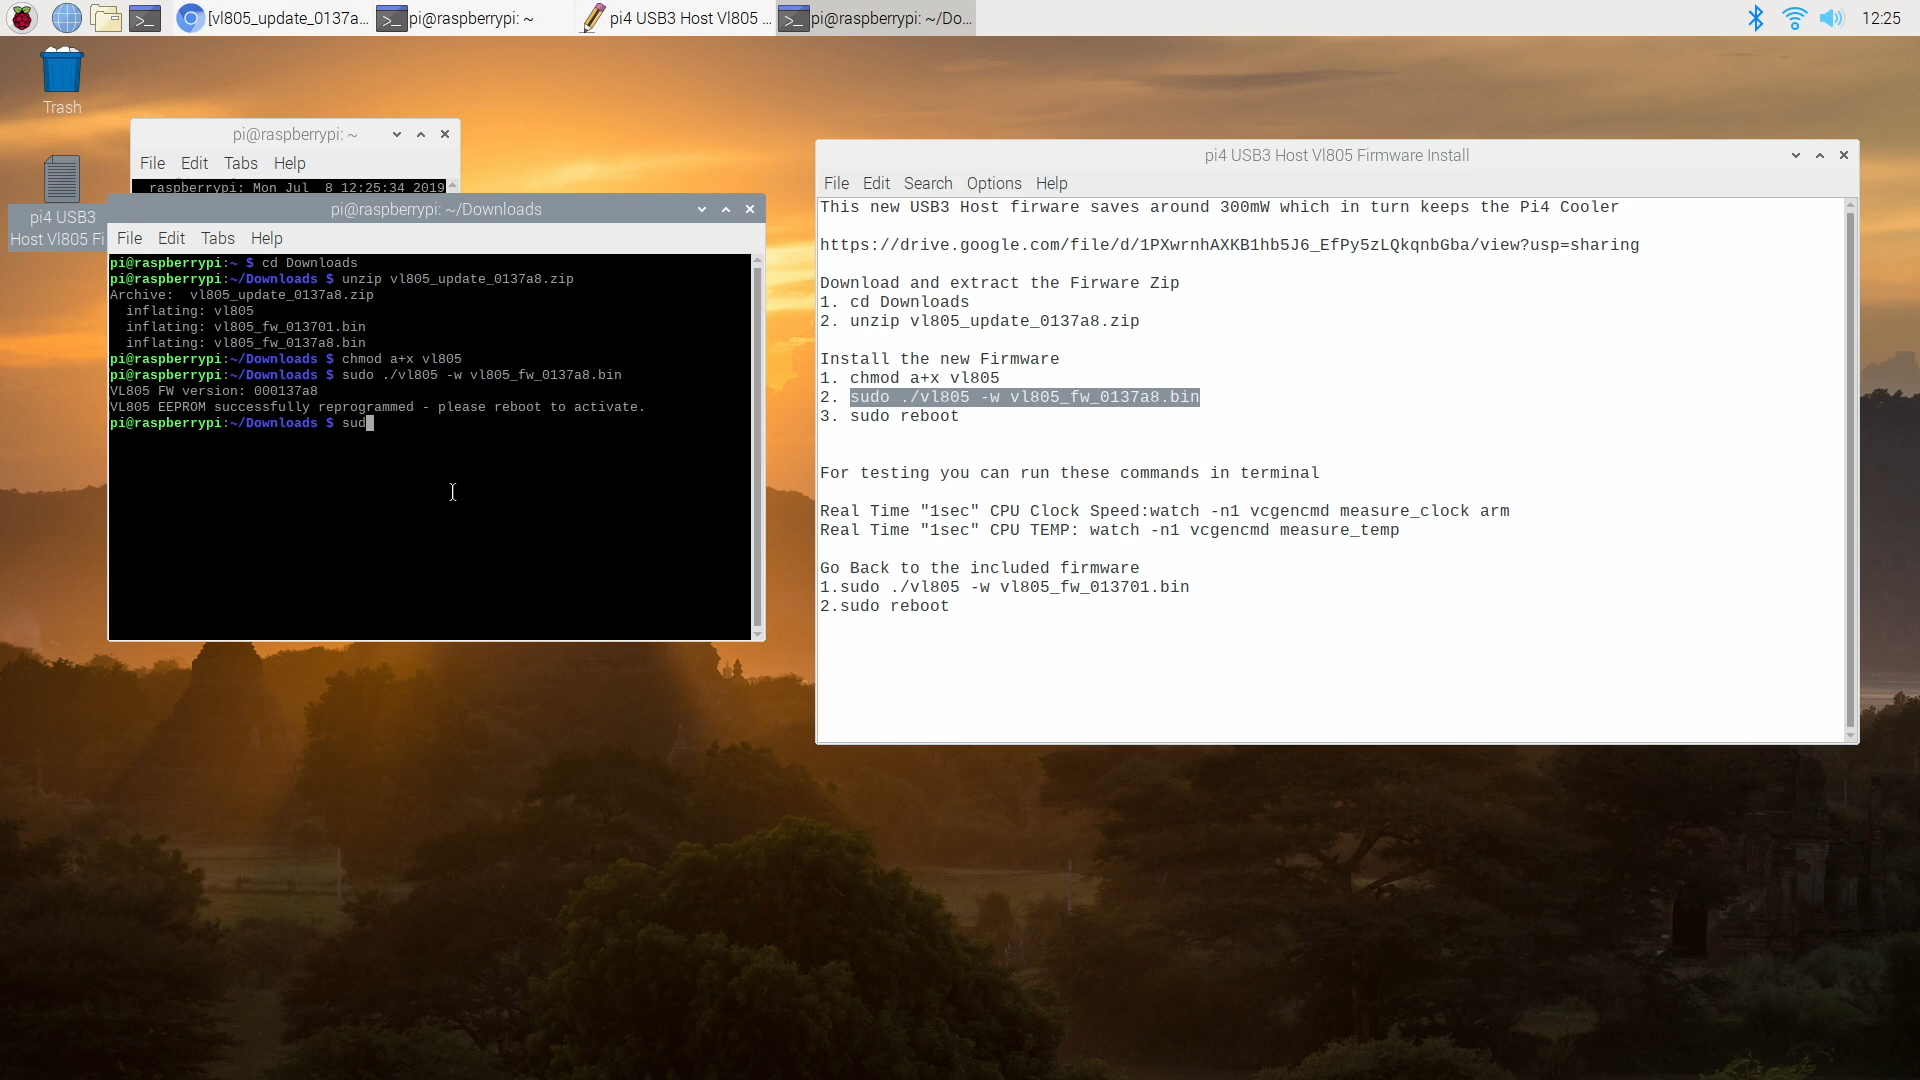 [vl805_update_0137a...
pi@raspberrypi: ~
pi4 USB3 Host Vl805 ...
pi@raspberrypi: ~/Do...
12:25
Trash
pi4 USB3
Host Vl805 Fi
pi@raspberrypi: ~
File Edit Tabs Help
raspberrypi: Mon Jul  8 12:25:34 2019
pi@raspberrypi: ~/Downloads
File Edit Tabs Help
pi@raspberrypi:~ $ cd Downloads
pi@raspberrypi:~/Downloads $ unzip vl805_update_0137a8.zip
Archive:  vl805_update_0137a8.zip
  inflating: vl805
  inflating: vl805_fw_013701.bin
  inflating: vl805_fw_0137a8.bin
pi@raspberrypi:~/Downloads $ chmod a+x vl805
pi@raspberrypi:~/Downloads $ sudo ./vl805 -w vl805_fw_0137a8.bin
VL805 FW version: 000137a8
VL805 EEPROM successfully reprogrammed - please reboot to activate.
pi@raspberrypi:~/Downloads $ sud
pi4 USB3 Host Vl805 Firmware Install
File Edit Search Options Help
This new USB3 Host firware saves around 300mW which in turn keeps the Pi4 Cooler
https://drive.google.com/file/d/1PXwrnhAXKB1hb5J6_EfPy5zLQkqnbGba/view?usp=sharing
Download and extract the Firware Zip
1. cd Downloads
2. unzip vl805_update_0137a8.zip
Install the new Firmware
1. chmod a+x vl805
2. sudo ./vl805 -w vl805_fw_0137a8.bin
3. sudo reboot
For testing you can run these commands in terminal
Real Time "1sec" CPU Clock Speed:watch -n1 vcgencmd measure_clock arm
Real Time "1sec" CPU TEMP: watch -n1 vcgencmd measure_temp
Go Back to the included firmware
1.sudo ./vl805 -w vl805_fw_013701.bin
2.sudo reboot